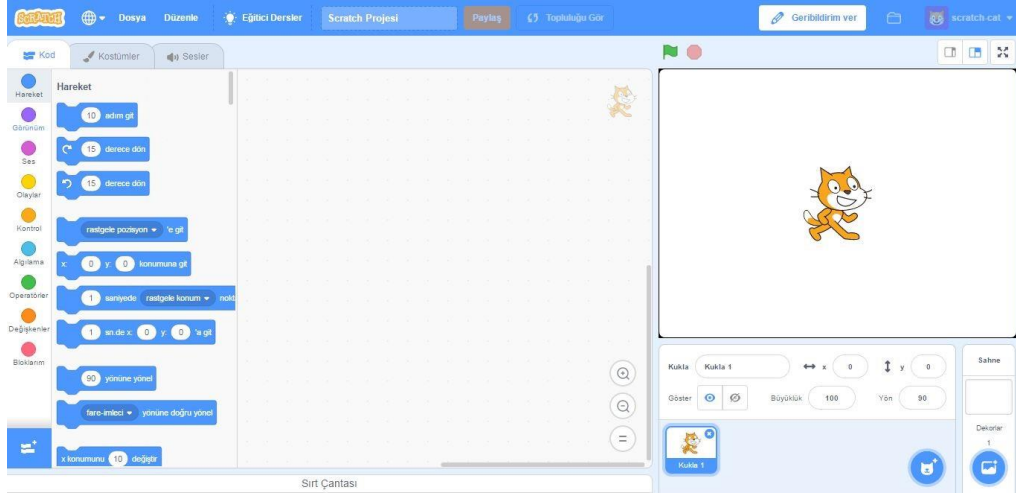 SCRATCH Dosya Düzenle Eğitici Dersler Scratch Projesi Paylaş Topluluğu Gör Geribildirim ver scratch-cat
Kod Kostümler Sesler
Hareket
Görünüm
Ses
Olaylar
Kontrol
Algılama
Operatörler
Değişkenler
Bloklarım
Hareket
10 adım git
15 derece dön
15 derece dön
rastgele pozisyon 'e git
x: 0 y: 0 konumuna git
1 saniyede rastgele konum nokt
1 sn.de x: 0 y: 0 'a git
90 yönüne yönel
fare-imleci yönüne doğru yönel
x konumunu 10 değiştir
Kukla Kukla 1 x 0 y 0
Göster Büyüklük 100 Yön 90
Kukla 1
Sahne
Dekorlar
1
Sırt Çantası